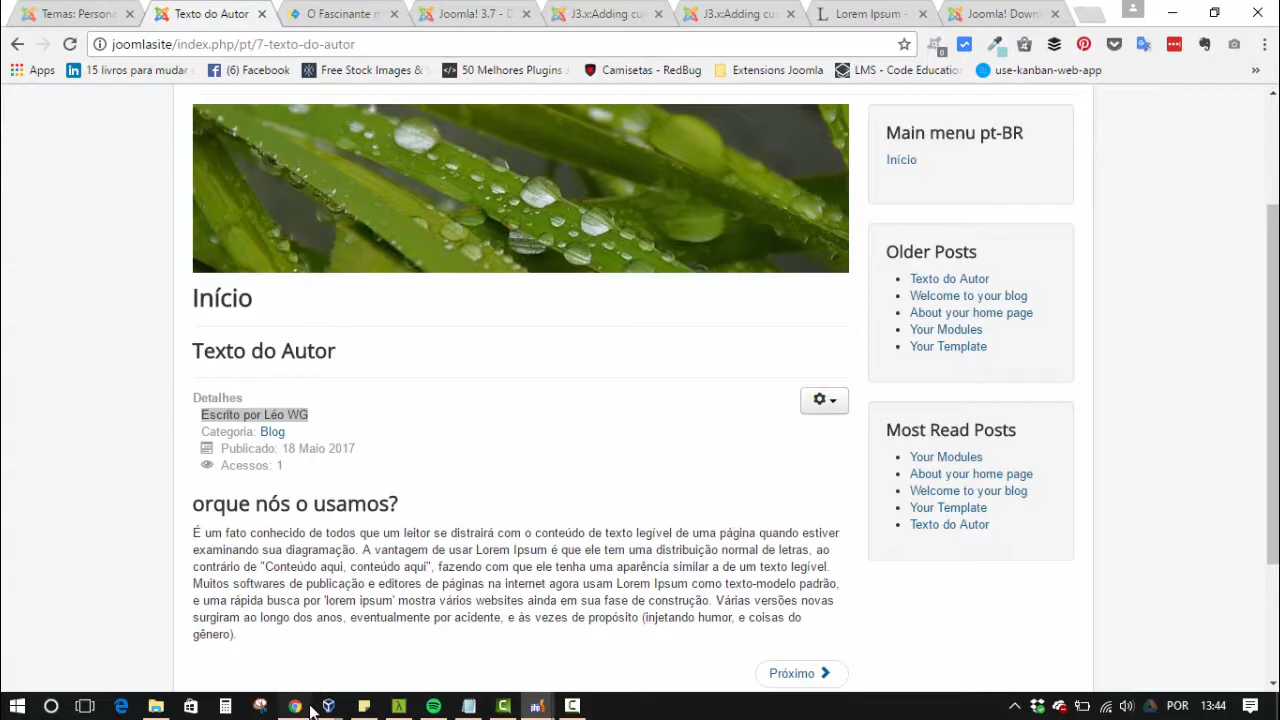 Temas: Persona
Texto do Autor
O Fascinante m
Joomla! 3.7 - D
J3.x:Adding cus
J3.x:Adding cus
Lorem Ipsum -
Joomla! Downl
joomlasite/index.php/pt/7-texto-do-autor
0
Apps
15 livros para mudar
(6) Facebook
Free Stock Images &
50 Melhores Plugins
Camisetas - RedBug
Extensions Joomla
LMS - Code Education
use-kanban-web-app
»
Main menu pt-BR
Início
Older Posts
Texto do Autor
Welcome to your blog
About your home page
Your Modules
Your Template
Most Read Posts
Your Modules
About your home page
Welcome to your blog
Your Template
Texto do Autor
Início
Texto do Autor
Detalhes
Escrito por Léo WG
Categoria: Blog
Publicado: 18 Maio 2017
Acessos: 1
orque nós o usamos?
É um fato conhecido de todos que um leitor se distrairá com o conteúdo de texto legível de uma página quando estiver
examinando sua diagramação. A vantagem de usar Lorem Ipsum é que ele tem uma distribuição normal de letras, ao
contrário de "Conteúdo aqui, conteúdo aqui", fazendo com que ele tenha uma aparência similar a de um texto legível.
Muitos softwares de publicação e editores de páginas na internet agora usam Lorem Ipsum como texto-modelo padrão,
e uma rápida busca por 'lorem ipsum' mostra vários websites ainda em sua fase de construção. Várias versões novas
surgiram ao longo dos anos, eventualmente por acidente, e às vezes de propósito (injetando humor, e coisas do
gênero).
Próximo
POR
13:44